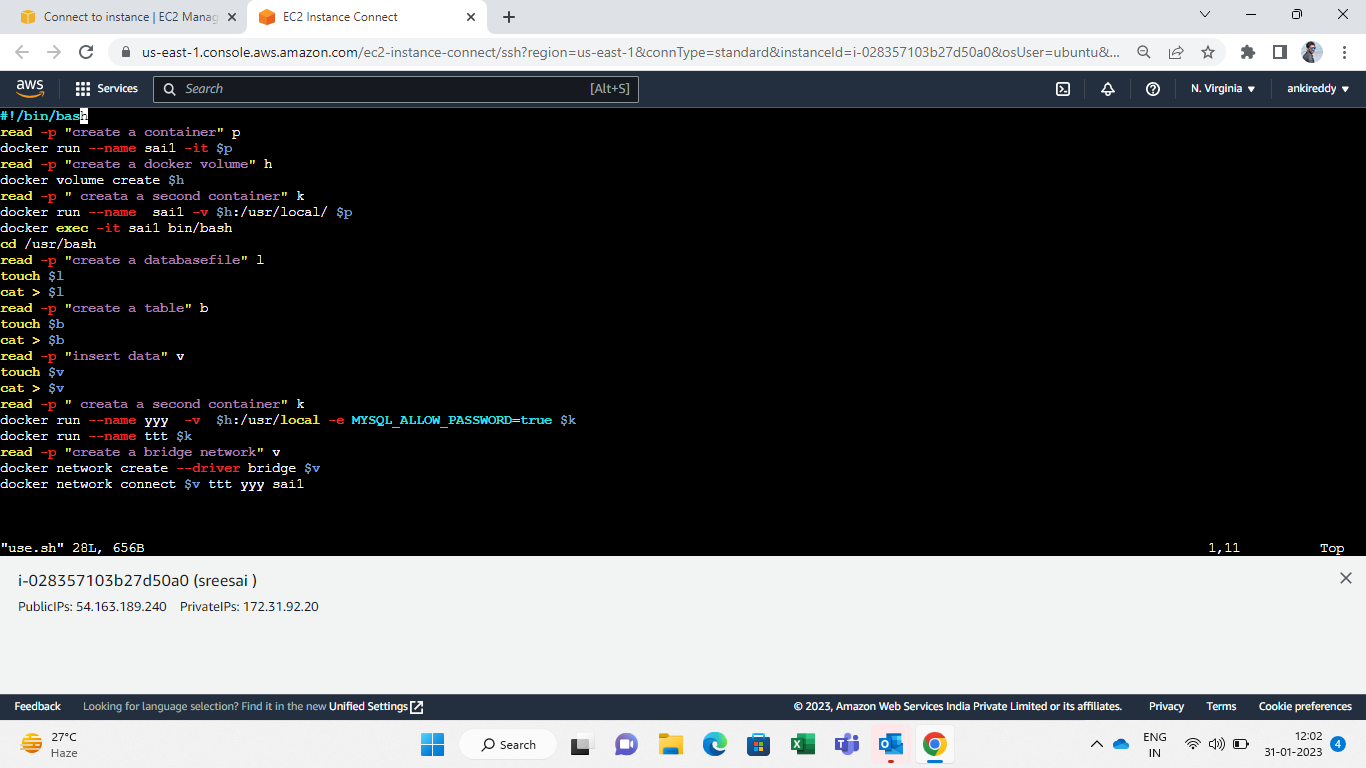 Connect to instance | EC2 Manag
EC2 Instance Connect
us-east-1.console.aws.amazon.com/ec2-instance-connect/ssh?region=us-east-1&connType=standard&instanceId=i-028357103b27d50a0&osUser=ubuntu&...
aws
Services
Search
[Alt+S]
N. Virginia
ankireddy
#!/bin/bash
read -p "create a container" p
docker run --name sai1 -it $p
read -p "create a docker volume" h
docker volume create $h
read -p " creata a second container" k
docker run --name  sai1 -v $h:/usr/local/ $p
docker exec -it sai1 bin/bash
cd /usr/bash
read -p "create a databasefile" l
touch $l
cat > $l
read -p "create a table" b
touch $b
cat > $b
read -p "insert data" v
touch $v
cat > $v
read -p " creata a second container" k
docker run --name yyy  -v  $h:/usr/local -e MYSQL_ALLOW_PASSWORD=true $k
docker run --name ttt $k
read -p "create a bridge network" v
docker network create --driver bridge $v
docker network connect $v ttt yyy sai1
"use.sh" 28L, 656B
1,11
Top
i-028357103b27d50a0 (sreesai )
PublicIPs: 54.163.189.240 PrivateIPs: 172.31.92.20
Feedback
Looking for language selection? Find it in the new Unified Settings
© 2023, Amazon Web Services India Private Limited or its affiliates.
Privacy
Terms
Cookie preferences
27°C
Haze
Search
ENG
IN
12:02
31-01-2023
4